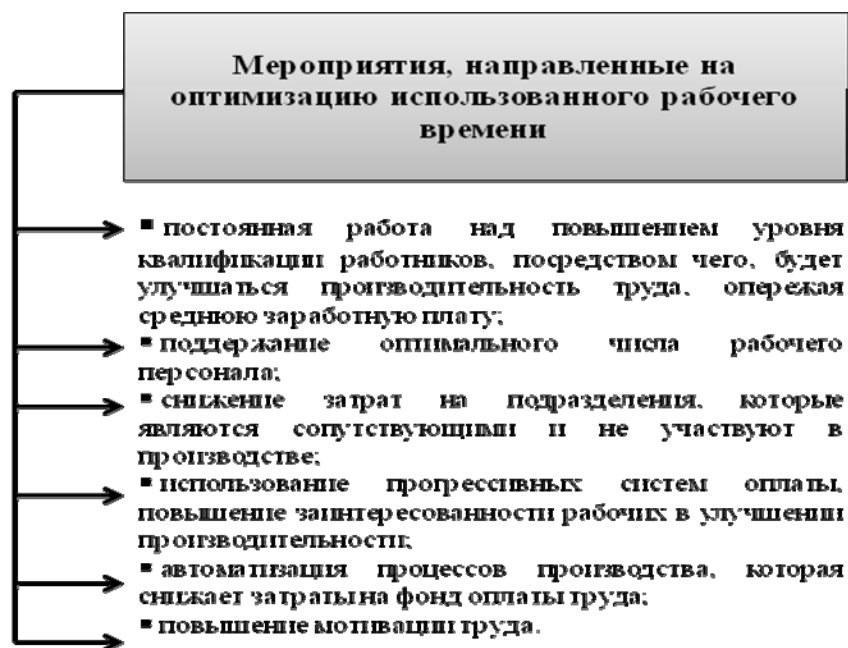 Мероприятия, направленные на
оптимизацию использованного рабочего
времени
▪ постоянная работа над повышением уровня
квалификации работников, посредством чего, будет
улучшаться производительность труда, опережая
среднюю заработную плату;
▪ поддержание оптимального числа рабочего
персонала;
▪ снижение затрат на подразделения, которые
являются сопутствующими и не участвуют в
производстве;
▪ использование прогрессивных систем оплаты,
повышение заинтересованности рабочих в улучшении
производительности;
▪ автоматизация процессов производства, которая
снижает затраты на фонд оплаты труда;
▪ повышение мотивации труда.